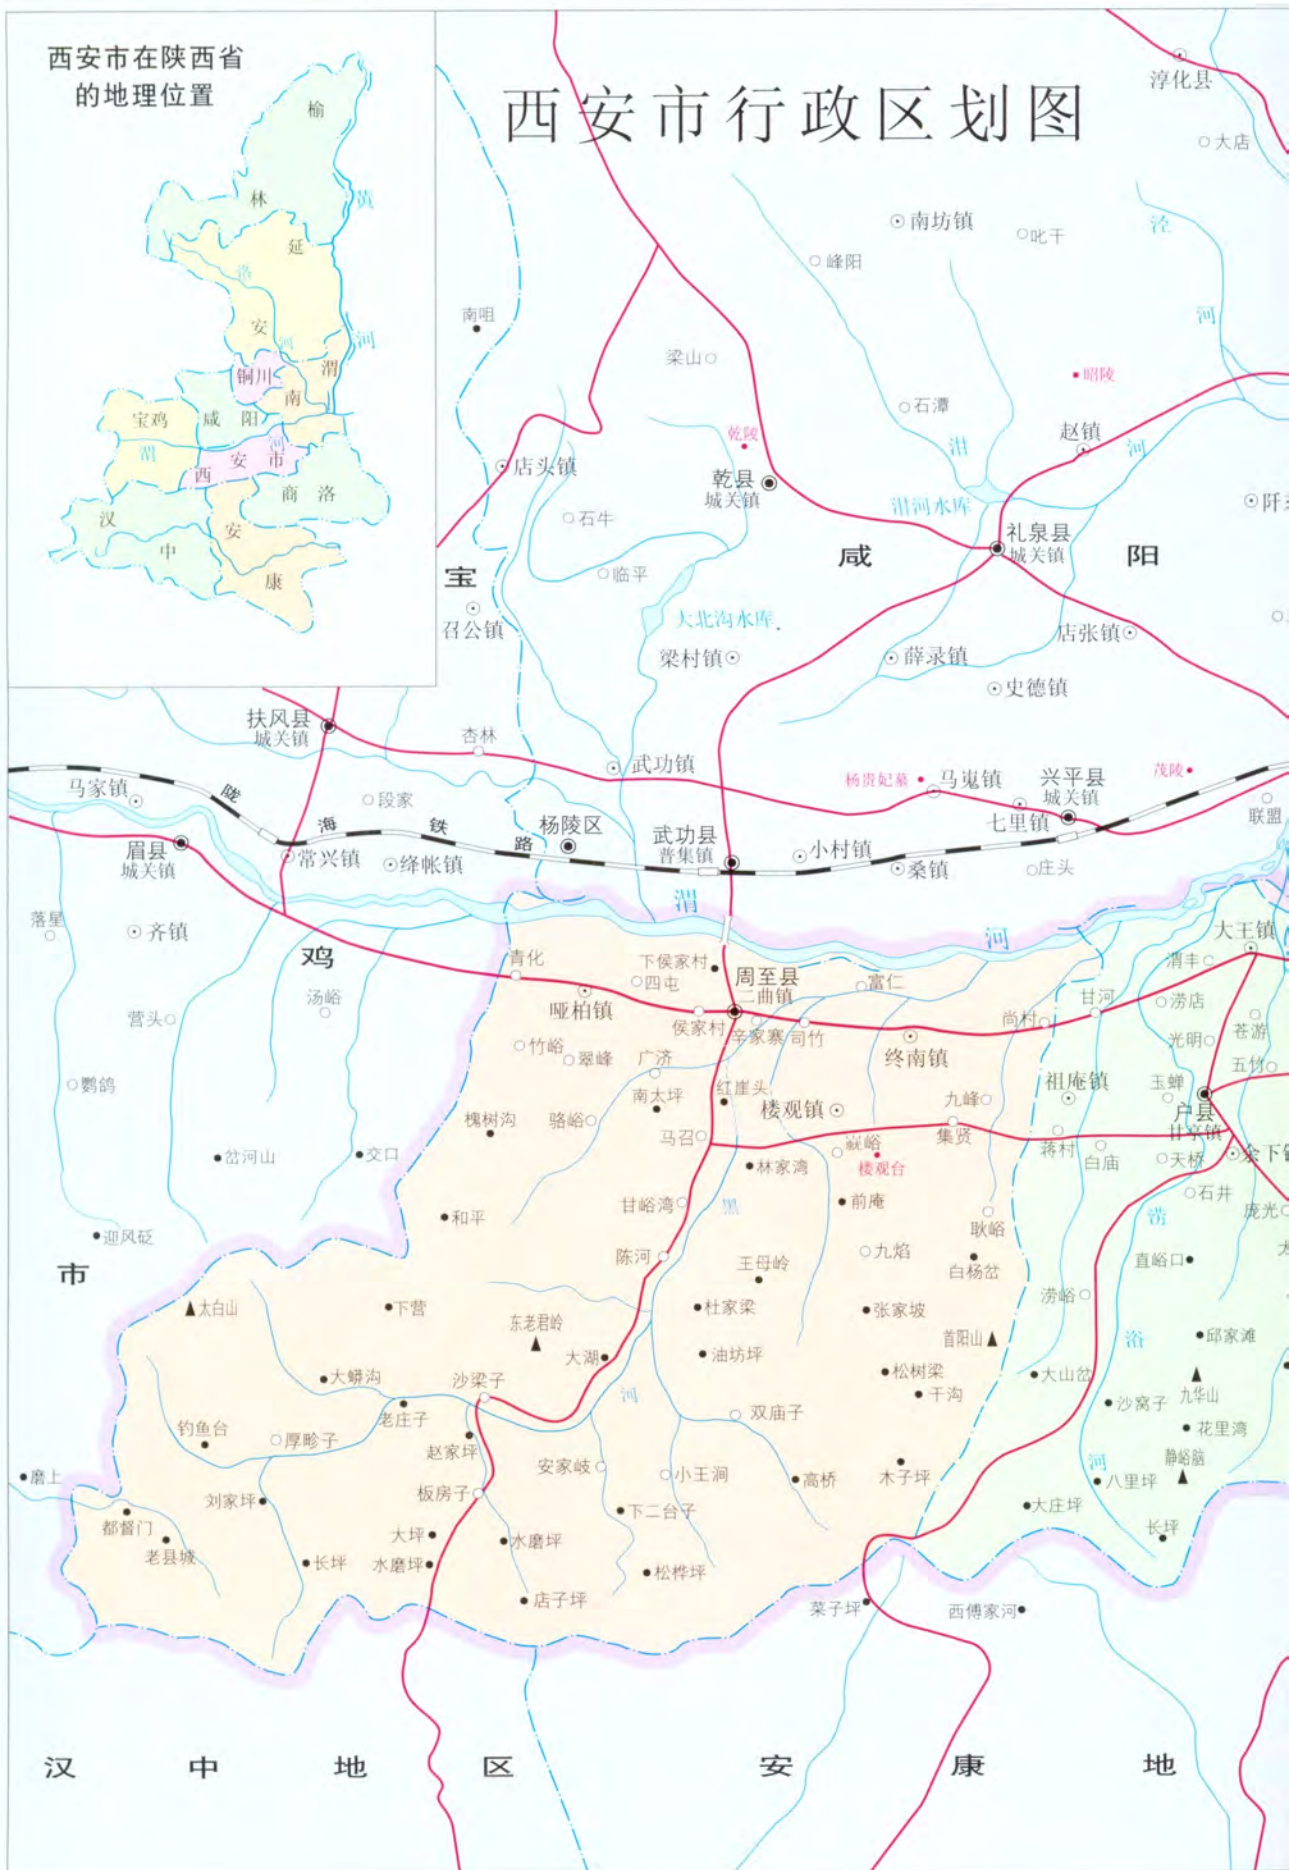 西安市在陕西省
的地理位置
榆
林
黄
延
洛
安
河
河
渭
铜川
南
宝鸡
咸
阳
渭
河
西
安
市
商
洛
汉
安
中
康
西安市行政区划图
淳化县
大店
南坊镇
叱干
泾
峰阳
河
南咀
梁山
昭陵
石潭
赵镇
乾陵
泔
河
店头镇
乾县
城关镇
泔河水库
石牛
礼泉县
城关镇
宝
咸
阳
临平
召公镇
大北沟水库
店张镇
梁村镇
薛录镇
史德镇
扶风县
城关镇
杏林
武功镇
杨贵妃墓
马嵬镇
兴平县
城关镇
茂陵
马家镇
陇
段家
海
铁
路
杨陵区
武功县
普集镇
七里镇
联盟
眉县
城关镇
常兴镇
绛帐镇
小村镇
桑镇
庄头
渭
河
落星
齐镇
鸡
大王镇
青化
下侯家村
四屯
周至县
二曲镇
富仁
渭丰
汤峪
哑柏镇
甘河
涝店
营头
侯家村
辛家寨
司竹
尚村
苍游
终南镇
光明
竹峪
翠峰
广济
五竹
鹦鸽
南太坪
红崖头
祖庵镇
玉蝉
楼观镇
九峰
户县
甘亭镇
槐树沟
骆峪
马召
集贤
岔河山
交口
就峪
楼观台
蒋村
白庙
天桥
余下
林家湾
石井
和平
甘峪湾
黑
前庵
涝
庞光
迎风砭
耿峪
陈河
王母岭
九焰
白杨岔
直峪口
市
太白山
下营
杜家梁
张家坡
涝峪
东老君岭
首阳山
峪
邱家滩
大湖
油坊坪
大蟒沟
松树梁
大山岔
沙梁子
河
干沟
九华山
老庄子
沙窝子
钓鱼台
双庙子
花里湾
厚畛子
赵家坪
静峪脑
磨上
安家岐
小王涧
高桥
木子坪
河
八里坪
刘家坪
板房子
都督门
下二台子
大庄坪
老县城
大坪
水磨坪
长坪
长坪
水磨坪
松桦坪
店子坪
菜子坪
西傅家河
汉
中
地
区
安
康
地